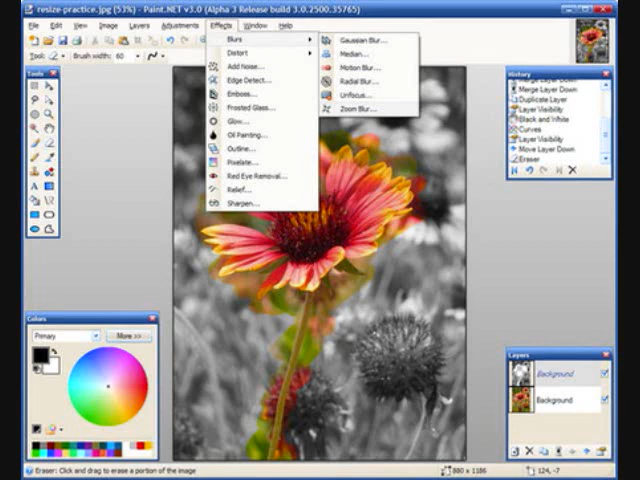 resize-practice.jpg (53%) - Paint.NET v3.0 (Alpha 3 Release build 3.0.2500.35765)
File Edit View Image Layers Adjustments Effects Window Help
Tool: Brush width: 60
Blurs
Distort
Add Noise...
Edge Detect...
Emboss...
Frosted Glass...
Glow...
Oil Painting...
Outline...
Pixelate...
Red Eye Removal...
Relief...
Sharpen...
Gaussian Blur...
Median...
Motion Blur...
Radial Blur...
Unfocus...
Zoom Blur...
Tools
History
Merge Layer Down
Merge Layer Down
Duplicate Layer
Layer Visibility
Black and White
Curves
Layer Visibility
Move Layer Down
Eraser
Colors
Primary
More >>
Layers
Background
Background
Eraser: Click and drag to erase a portion of the image
880 x 1186
124, -7